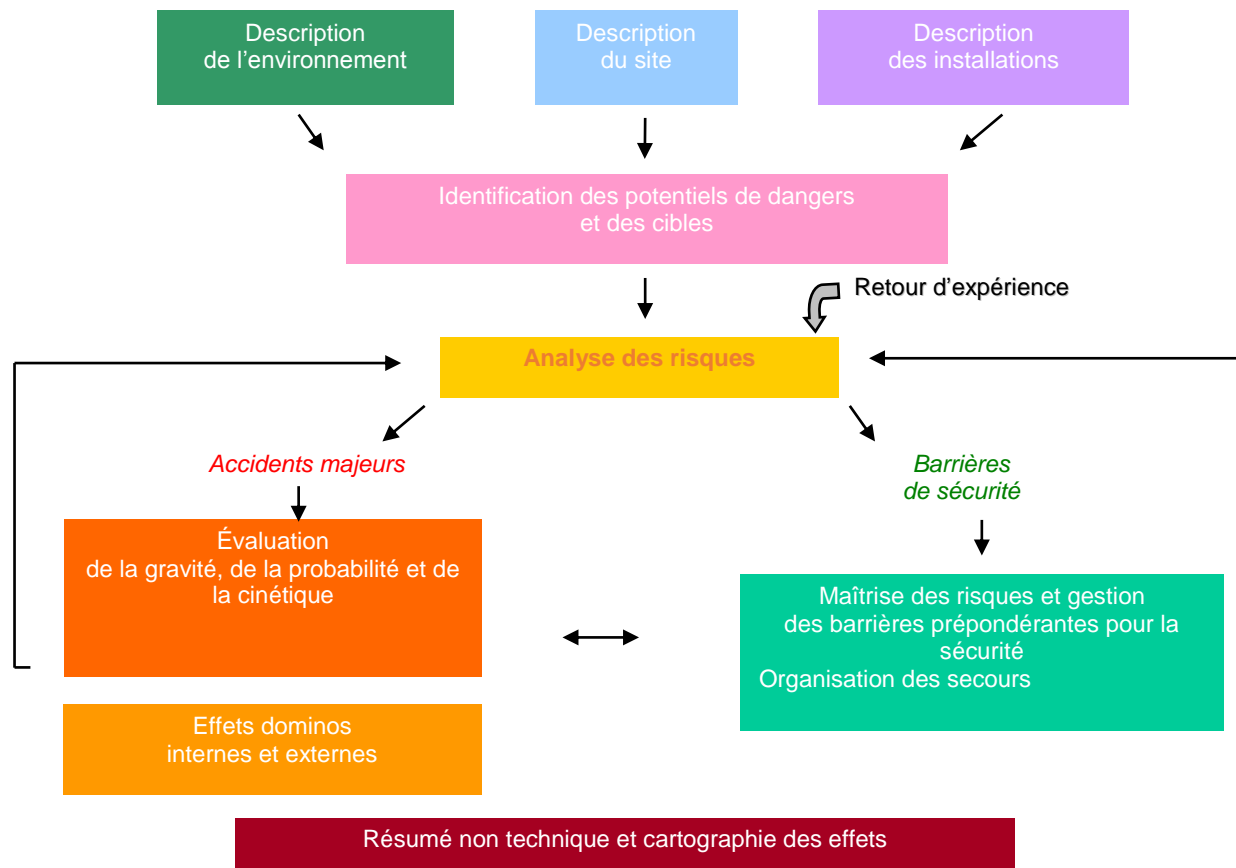 Description
de l'environnement
Description
du site
Description
des installations
Identification des potentiels de dangers
et des cibles
Retour d'expérience
Analyse des risques
Accidents majeurs
Barrières
de sécurité
Évaluation
de la gravité, de la probabilité et de
la cinétique
Maîtrise des risques et gestion
des barrières prépondérantes pour la
sécurité
Organisation des secours
Effets dominos
internes et externes
Résumé non technique et cartographie des effets